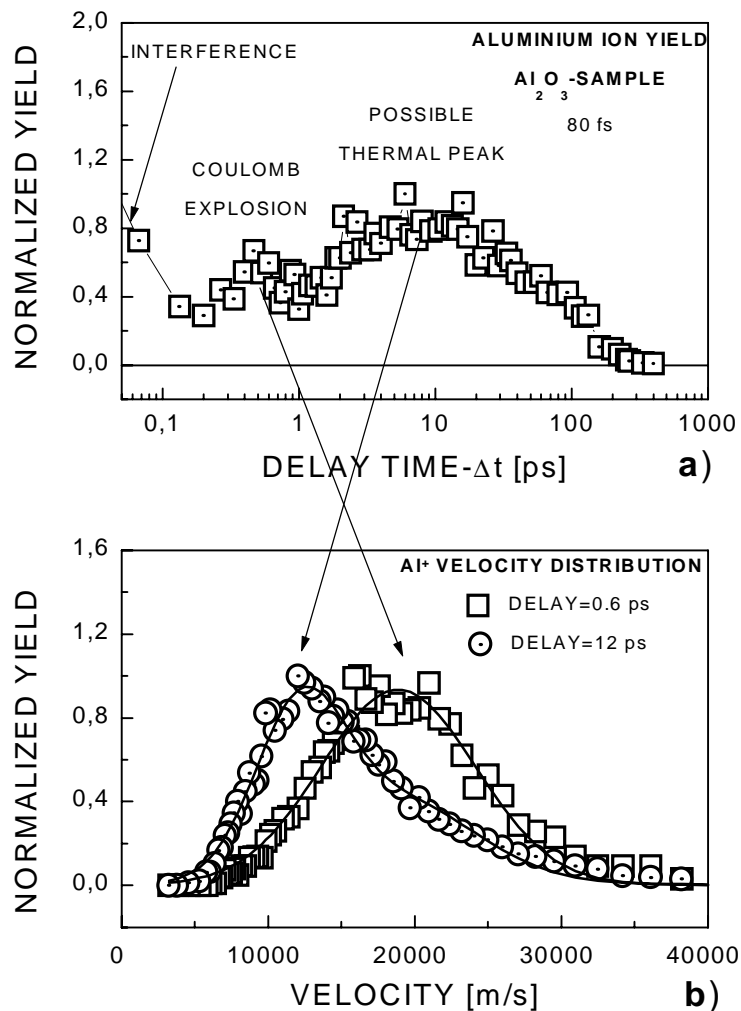 2,0
1,6
1,2
0,8
0,4
0,0
NORMALIZED YIELD
INTERFERENCE
ALUMINIUM ION YIELD
Al2O3-SAMPLE
80 fs
POSSIBLE
THERMAL PEAK
COULOMB
EXPLOSION
0,1 1 10 100 1000
DELAY TIME-Δt [ps]
a)
1,6
1,2
0,8
0,4
0,0
NORMALIZED YIELD
Al+ VELOCITY DISTRIBUTION
DELAY=0.6 ps
DELAY=12 ps
0 10000 20000 30000 40000
VELOCITY [m/s]
b)